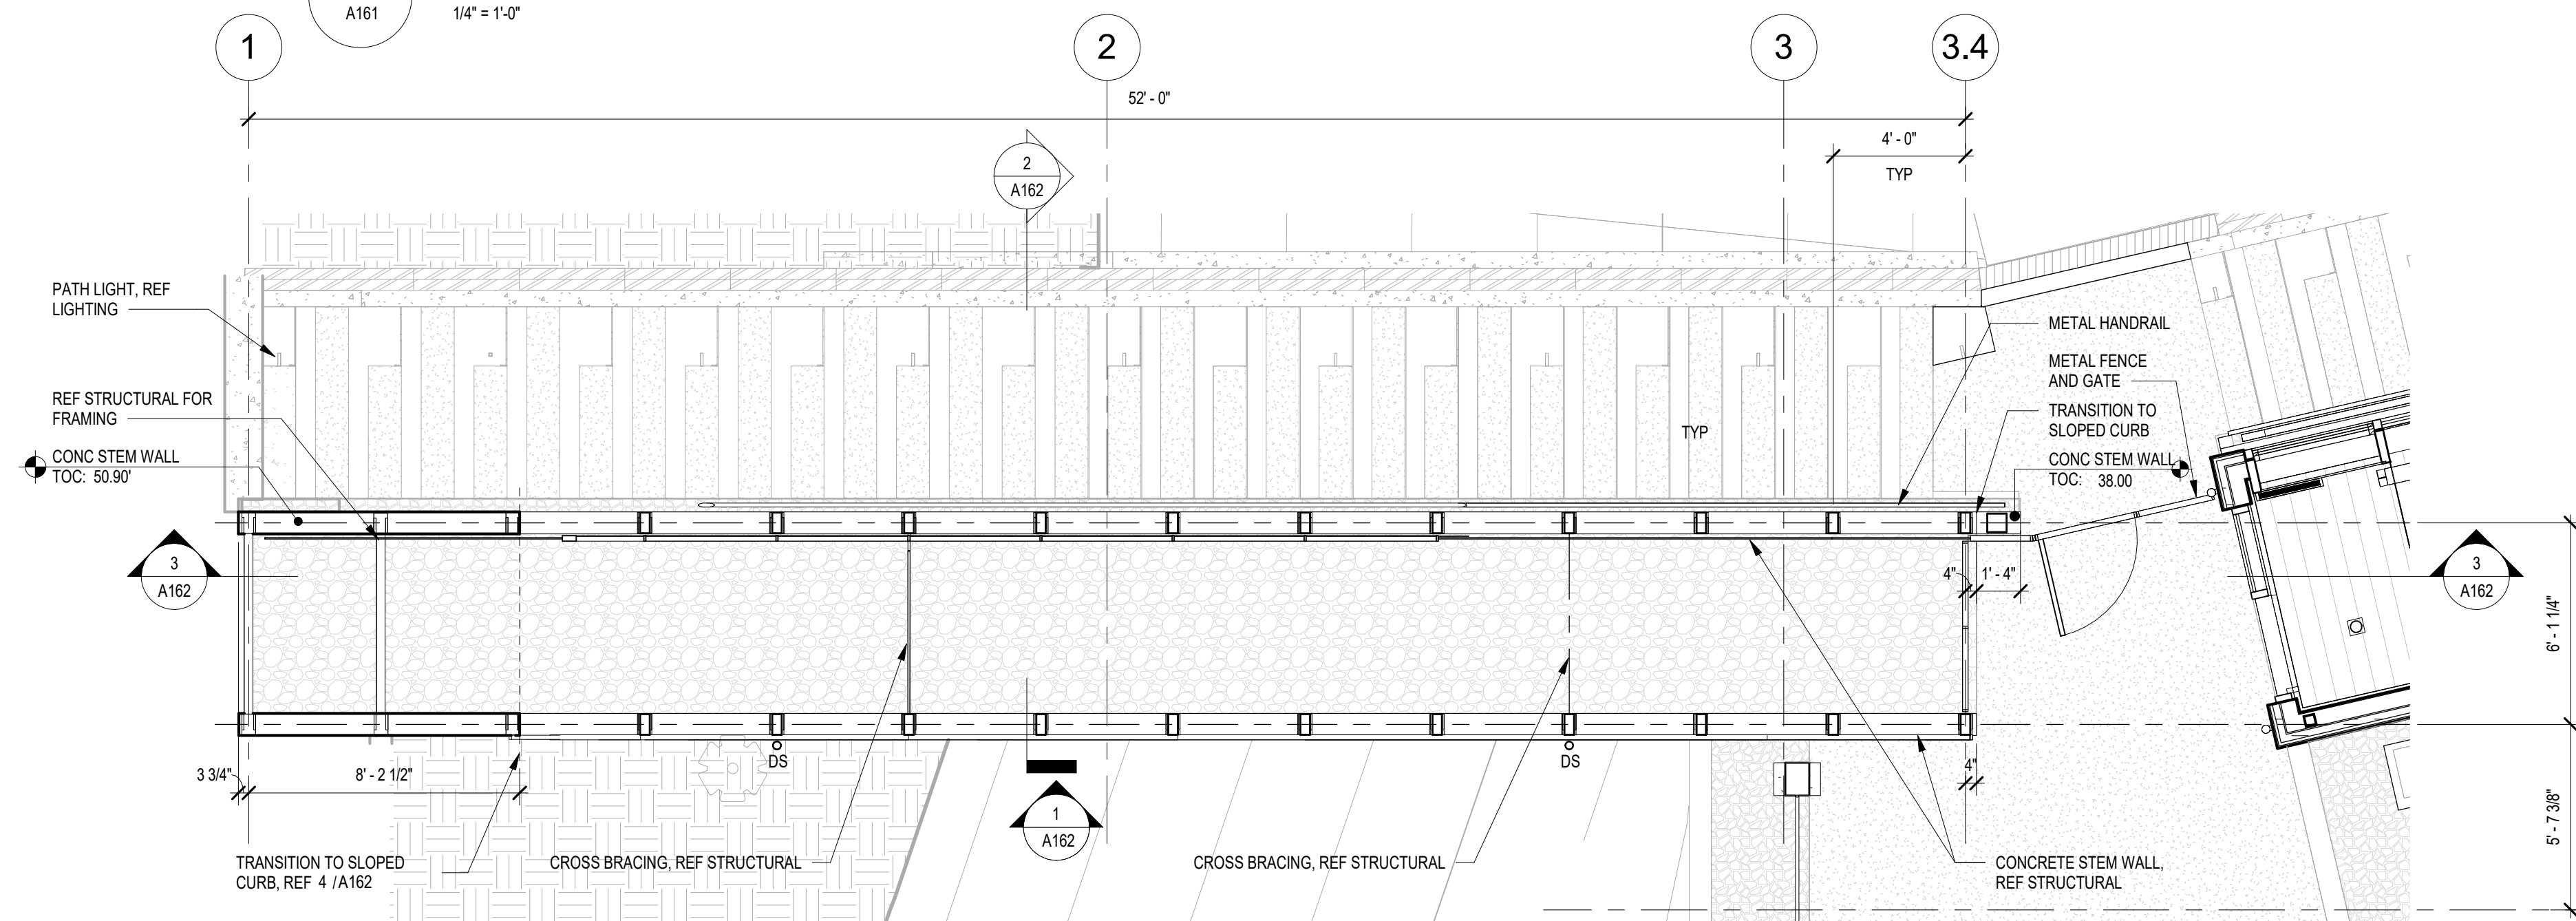 A161
1/4" = 1'-0"
1
2
3
3.4
52' - 0"
4' - 0"
TYP
2
A162
PATH LIGHT, REF
LIGHTING
METAL HANDRAIL
METAL FENCE
AND GATE
REF STRUCTURAL FOR
FRAMING
TRANSITION TO
SLOPED CURB
TYP
CONC STEM WALL
TOC: 50.90'
CONC STEM WALL
TOC: 38.00
3
A162
4"
1' - 4"
3
A162
6' - 1 1/4"
3 3/4"
8' - 2 1/2"
DS
DS
4"
1
A162
5' - 7 3/8"
TRANSITION TO SLOPED
CURB, REF 4 / A162
CROSS BRACING, REF STRUCTURAL
CROSS BRACING, REF STRUCTURAL
CONCRETE STEM WALL,
REF STRUCTURAL